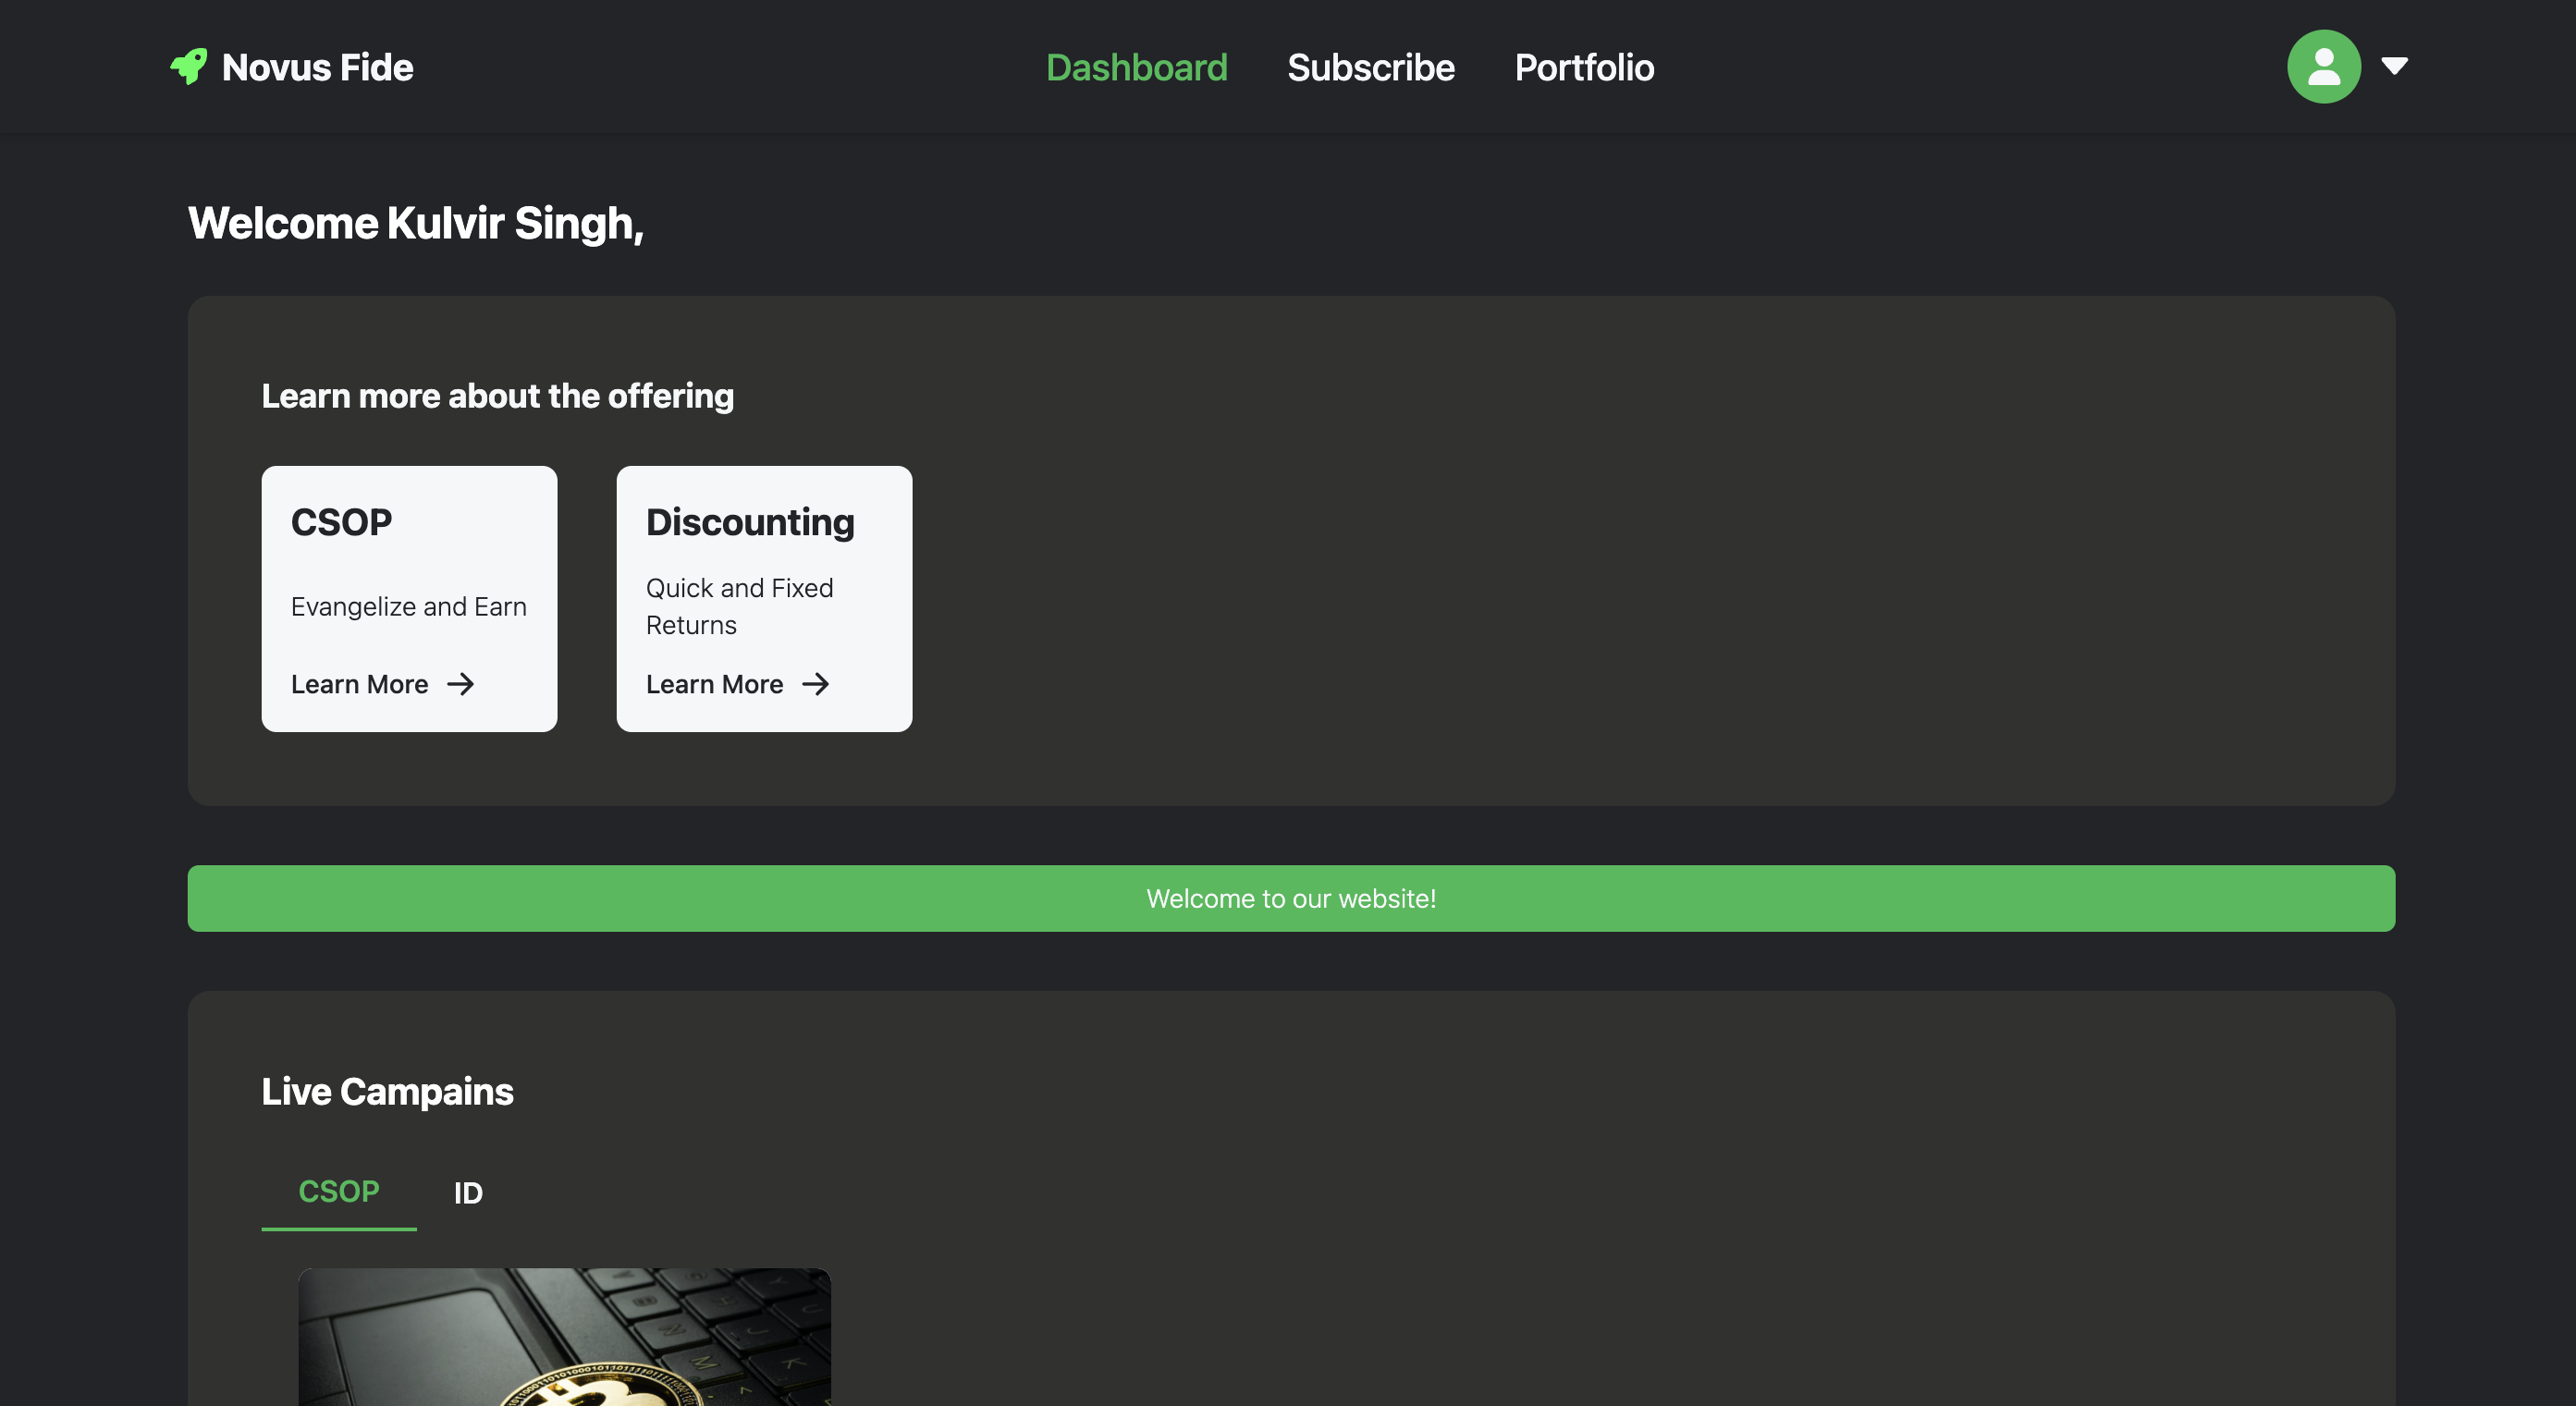 Novus Fide
Dashboard Subscribe Portfolio
Welcome Kulvir Singh,
Learn more about the offering
CSOP
Evangelize and Earn
Learn More →
Discounting
Quick and Fixed
Returns
Learn More →
Welcome to our website!
Live Campains
CSOP ID